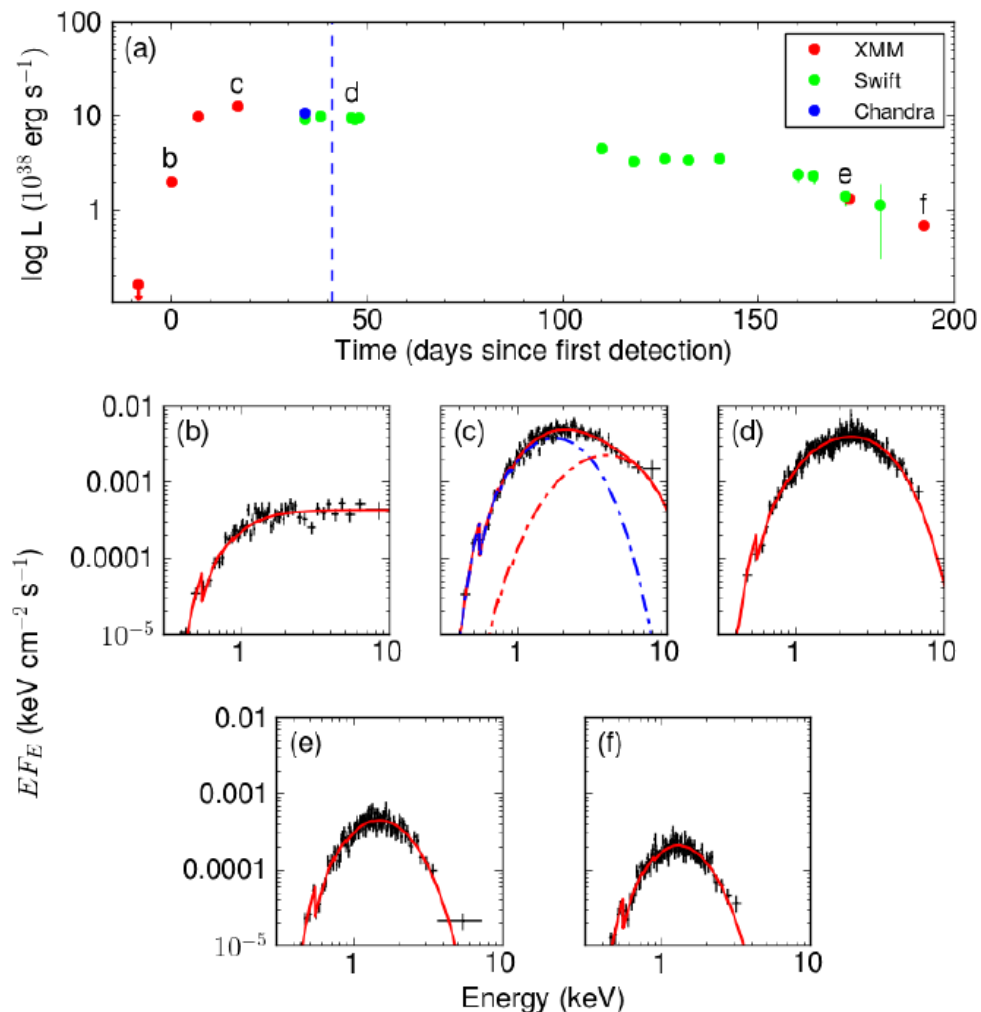 100
(a)
c
d
b
e
f
XMM
Swift
Chandra
10
1
log L (10³⁸ erg s⁻¹)
0 50 100 150 200
Time (days since first detection)
0.01
0.001
0.0001
10⁻⁵
(b)
(c)
(d)
1 10 1 10 1 10
EF_E (keV cm⁻² s⁻¹)
0.01
0.001
0.0001
10⁻⁵
(e)
(f)
1 10 1 10
Energy (keV)